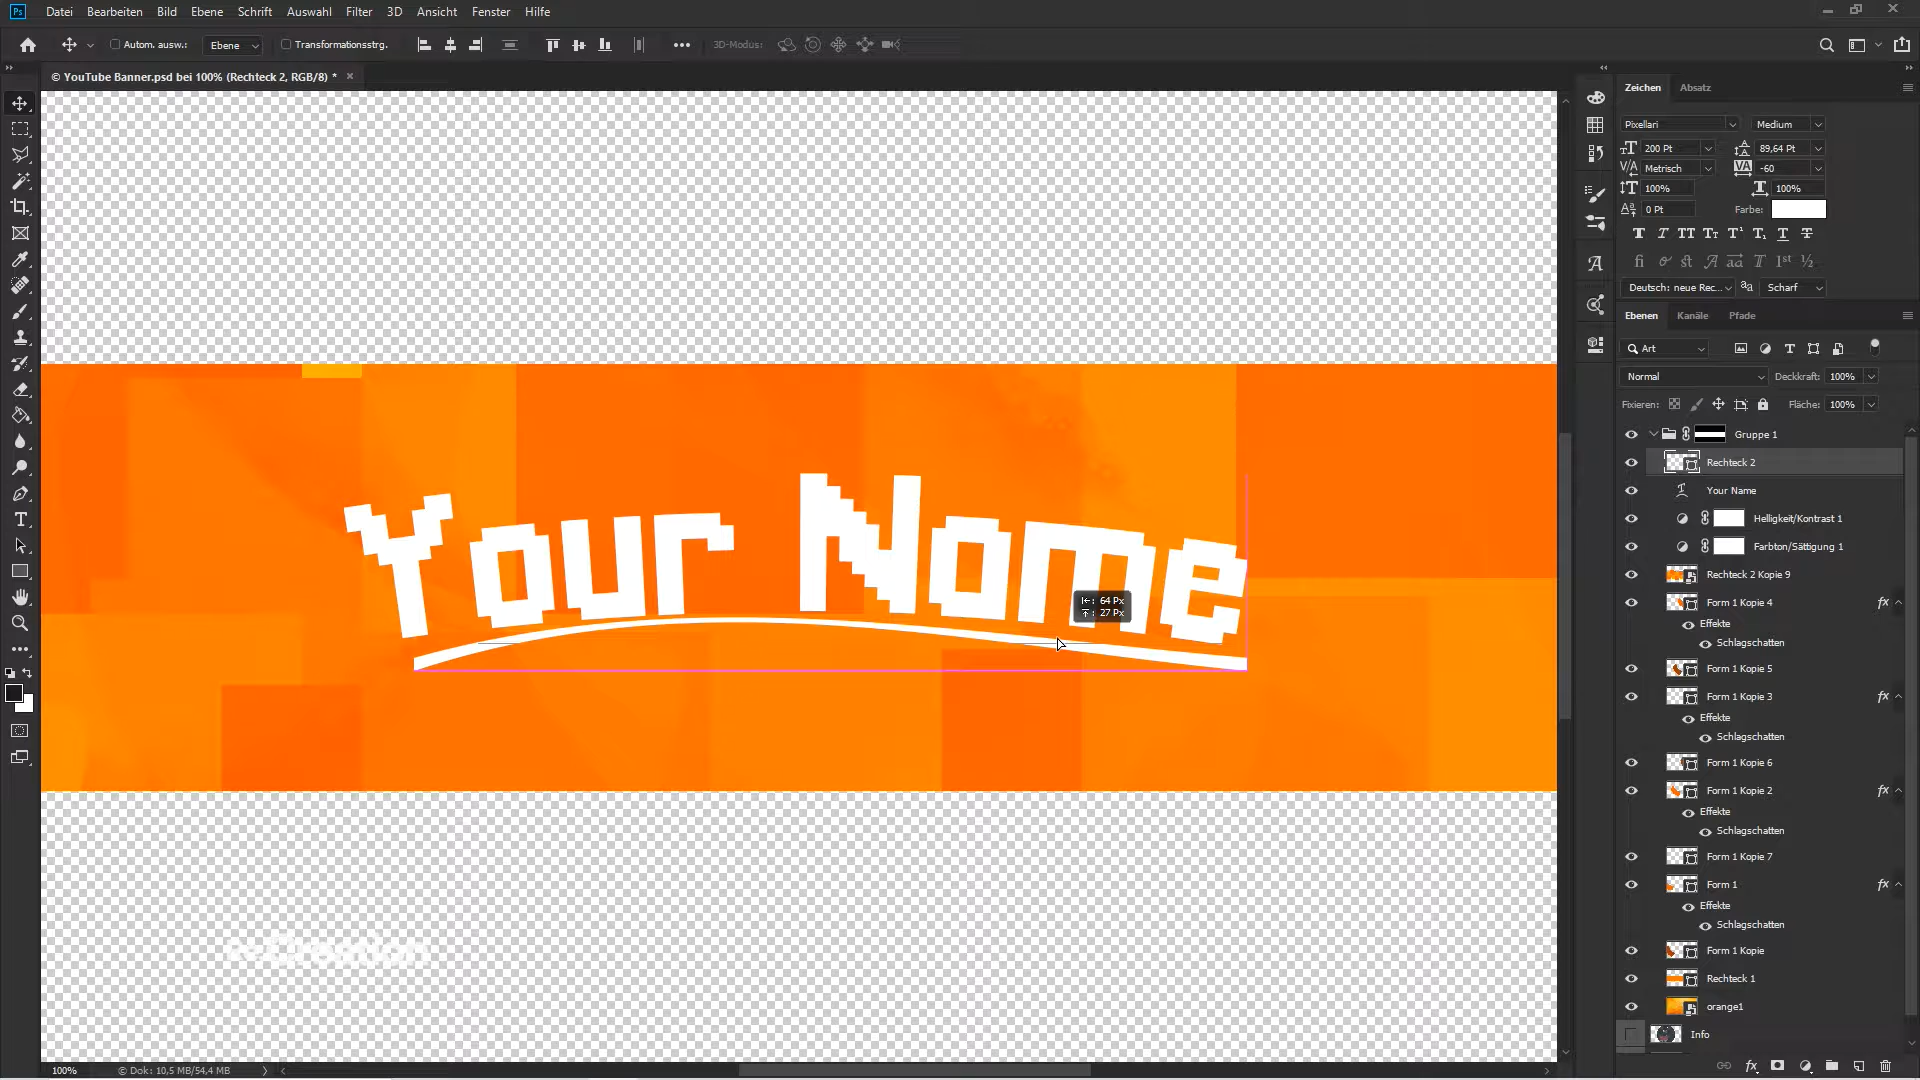 Ps Datei Bearbeiten Bild Ebene Schrift Auswahl Filter 3D Ansicht Fenster Hilfe
Autom. ausw.: Ebene Transformationsstrg. 3D-Modus:
© YouTube Banner.psd bei 100% (Rechteck 2, RGB/8) * ×
Zeichen Absatz
Pixellari Medium
200 Pt 89,64 Pt
Metrisch -60
100% 100%
0 Pt Farbe:
Deutsch: neue Rec... Scharf
Ebenen Kanäle Pfade
Art
Normal Deckkraft: 100%
Fixieren: Fläche: 100%
Gruppe 1
Rechteck 2
Your Name
Helligkeit/Kontrast 1
Farbton/Sättigung 1
Rechteck 2 Kopie 9
Form 1 Kopie 4 fx
Effekte
Schlagschatten
Form 1 Kopie 5
Form 1 Kopie 3 fx
Effekte
Schlagschatten
Form 1 Kopie 6
Form 1 Kopie 2 fx
Effekte
Schlagschatten
Form 1 Kopie 7
Form 1 fx
Effekte
Schlagschatten
Form 1 Kopie
Rechteck 1
orange1
Info
Your Name
64 Px
27 Px
100% © Dok: 10,5 MB/54,4 MB